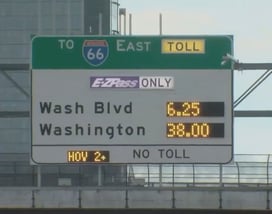 TO 66 EAST TOLL
E-ZPass ONLY
Wash Blvd 6.25
Washington 38.00
HOV 2+ NO TOLL